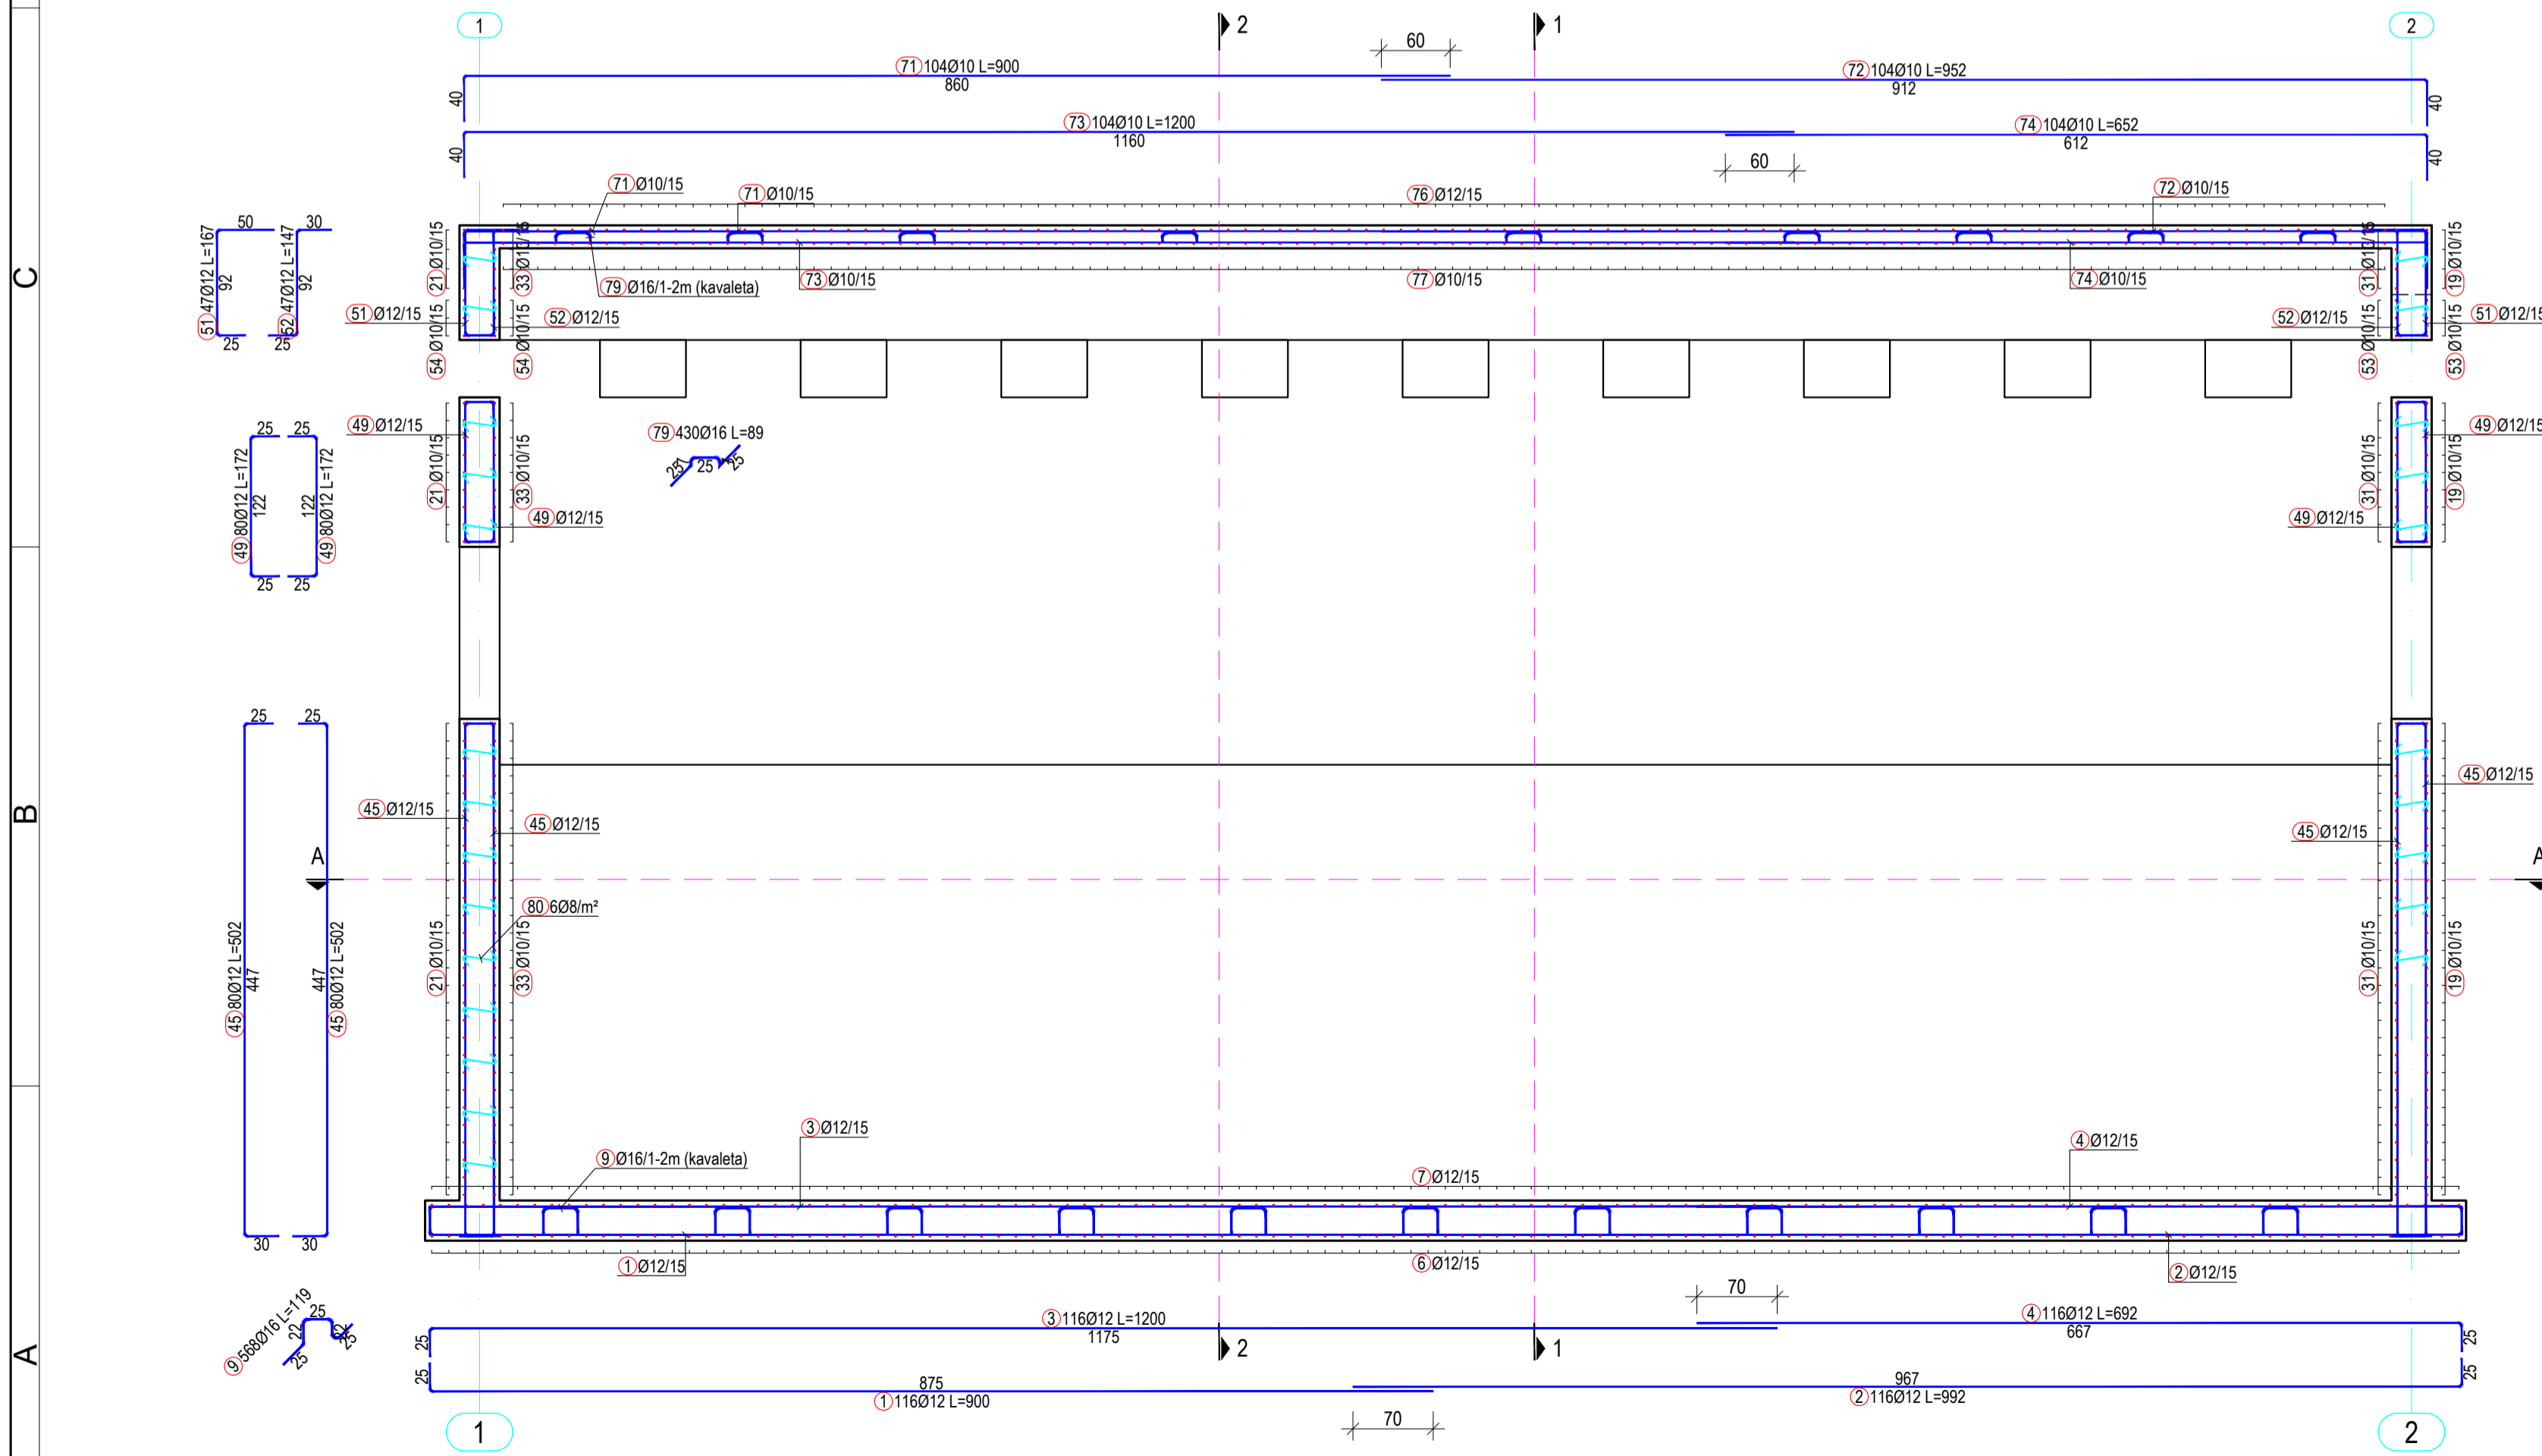 1
2
1
2
60
71 104Ø10 L=900
860
72 104Ø10 L=952
912
40
40
73 104Ø10 L=1200
1160
74 104Ø10 L=652
612
40
40
60
71 Ø10/15
71 Ø10/15
76 Ø12/15
72 Ø10/15
C
50
30
51 47Ø12 L=167
92
52 47Ø12 L=147
92
25
25
21 Ø10/15
33 Ø10/15
31 Ø10/15
19 Ø10/15
79 Ø16/1-2m (kavaleta)
73 Ø10/15
77 Ø10/15
74 Ø10/15
51 Ø12/15
52 Ø12/15
52 Ø12/15
51 Ø12/15
54 Ø10/15
54 Ø10/15
53 Ø10/15
53 Ø10/15
49 Ø12/15
79 430Ø16 L=89
25
25
25
49 Ø12/15
25
25
49 80Ø12 L=172
122
122
49 80Ø12 L=172
25
25
21 Ø10/15
33 Ø10/15
31 Ø10/15
19 Ø10/15
49 Ø12/15
49 Ø12/15
25
25
B
45 Ø12/15
45 Ø12/15
45 Ø12/15
45 Ø12/15
A
A
80 6Ø8/m²
45 80Ø12 L=502
447
447
45 80Ø12 L=502
21 Ø10/15
33 Ø10/15
31 Ø10/15
19 Ø10/15
3 Ø12/15
4 Ø12/15
9 Ø16/1-2m (kavaleta)
7 Ø12/15
30
30
1 Ø12/15
6 Ø12/15
2 Ø12/15
A
9 568Ø16 L=119
25
22
22
25
25
70
3 116Ø12 L=1200
1175
4 116Ø12 L=692
667
25
25
2
1
25
25
875
1 116Ø12 L=900
967
2 116Ø12 L=992
70
1
2